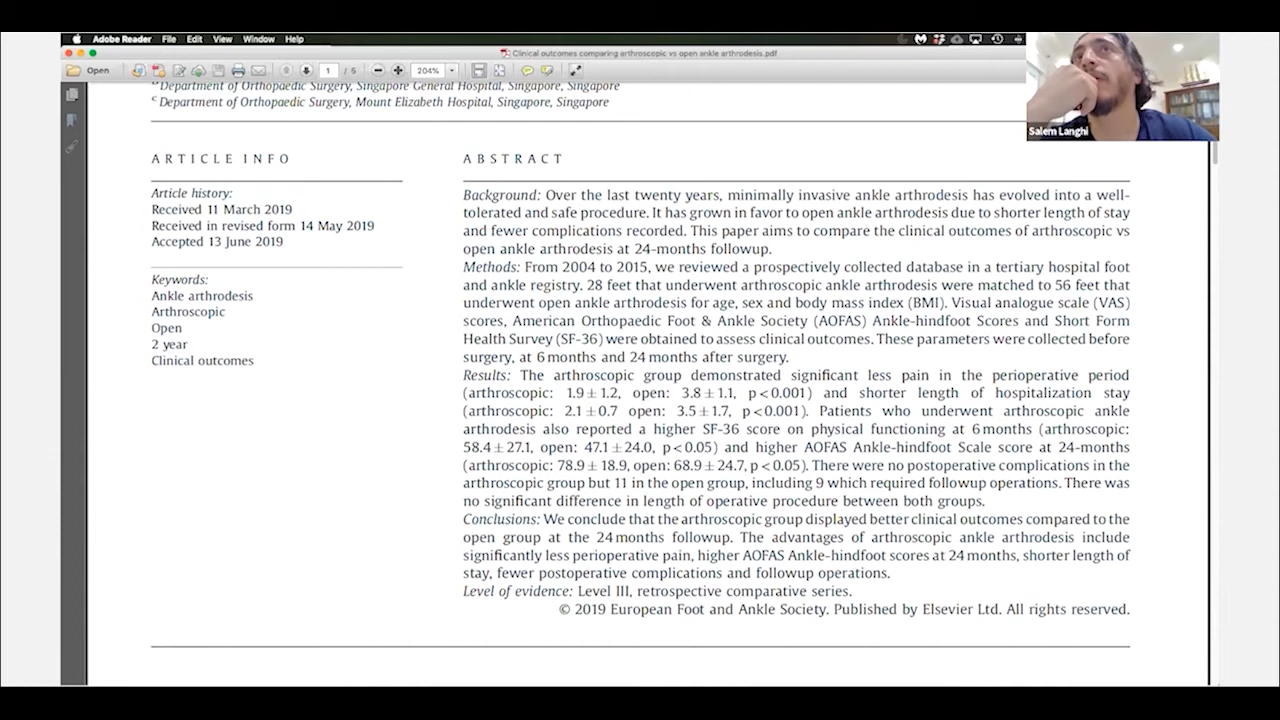 Adobe Reader File Edit View Window Help
Clinical outcomes comparing arthroscopic vs open ankle arthrodesis.pdf
Open 1 / 5 204%
b Department of Orthopaedic Surgery, Singapore General Hospital, Singapore, Singapore
c Department of Orthopaedic Surgery, Mount Elizabeth Hospital, Singapore, Singapore
Salem Langhi
ARTICLE INFO
Article history:
Received 11 March 2019
Received in revised form 14 May 2019
Accepted 13 June 2019
Keywords:
Ankle arthrodesis
Arthroscopic
Open
2 year
Clinical outcomes
ABSTRACT
Background: Over the last twenty years, minimally invasive ankle arthrodesis has evolved into a well-
tolerated and safe procedure. It has grown in favor to open ankle arthrodesis due to shorter length of stay
and fewer complications recorded. This paper aims to compare the clinical outcomes of arthroscopic vs
open ankle arthrodesis at 24-months followup.
Methods: From 2004 to 2015, we reviewed a prospectively collected database in a tertiary hospital foot
and ankle registry. 28 feet that underwent arthroscopic ankle arthrodesis were matched to 56 feet that
underwent open ankle arthrodesis for age, sex and body mass index (BMI). Visual analogue scale (VAS)
scores, American Orthopaedic Foot & Ankle Society (AOFAS) Ankle-hindfoot Scores and Short Form
Health Survey (SF-36) were obtained to assess clinical outcomes. These parameters were collected before
surgery, at 6 months and 24 months after surgery.
Results: The arthroscopic group demonstrated significant less pain in the perioperative period
(arthroscopic: 1.9 ± 1.2, open: 3.8 ± 1.1, p < 0.001) and shorter length of hospitalization stay
(arthroscopic: 2.1 ± 0.7 open: 3.5 ± 1.7, p < 0.001). Patients who underwent arthroscopic ankle
arthrodesis also reported a higher SF-36 score on physical functioning at 6 months (arthroscopic:
58.4 ± 27.1, open: 47.1 ± 24.0, p < 0.05) and higher AOFAS Ankle-hindfoot Scale score at 24-months
(arthroscopic: 78.9 ± 18.9, open: 68.9 ± 24.7, p < 0.05). There were no postoperative complications in the
arthroscopic group but 11 in the open group, including 9 which required followup operations. There was
no significant difference in length of operative procedure between both groups.
Conclusions: We conclude that the arthroscopic group displayed better clinical outcomes compared to the
open group at the 24 months followup. The advantages of arthroscopic ankle arthrodesis include
significantly less perioperative pain, higher AOFAS Ankle-hindfoot scores at 24 months, shorter length of
stay, fewer postoperative complications and followup operations.
Level of evidence: Level III, retrospective comparative series.
© 2019 European Foot and Ankle Society. Published by Elsevier Ltd. All rights reserved.